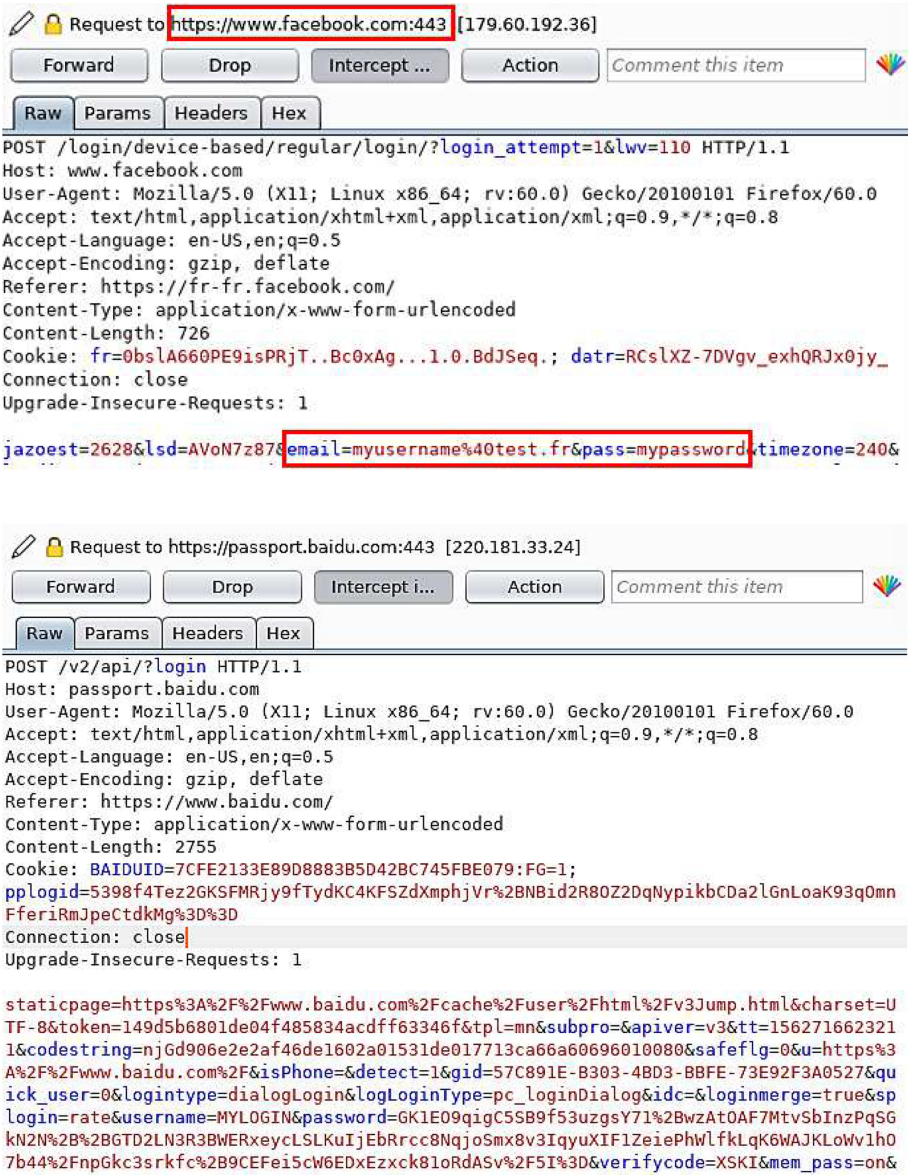 Request to https://www.facebook.com:443 [179.60.192.36]
Forward Drop Intercept ... Action Comment this item
Raw Params Headers Hex
POST /login/device-based/regular/login/?login_attempt=1&lwv=110 HTTP/1.1
Host: www.facebook.com
User-Agent: Mozilla/5.0 (X11; Linux x86_64; rv:60.0) Gecko/20100101 Firefox/60.0
Accept: text/html,application/xhtml+xml,application/xml;q=0.9,*/*;q=0.8
Accept-Language: en-US,en;q=0.5
Accept-Encoding: gzip, deflate
Referer: https://fr-fr.facebook.com/
Content-Type: application/x-www-form-urlencoded
Content-Length: 726
Cookie: fr=0bslA660PE9isPRjT..Bc0xAg...1.0.BdJSeq.; datr=RCslXZ-7DVgv_exhQRJx0jy_
Connection: close
Upgrade-Insecure-Requests: 1
jazoest=2628&lsd=AVoN7z87&email=myusername%40test.fr&pass=mypassword&timezone=240&
Request to https://passport.baidu.com:443 [220.181.33.24]
Forward Drop Intercept i... Action Comment this item
Raw Params Headers Hex
POST /v2/api/?login HTTP/1.1
Host: passport.baidu.com
User-Agent: Mozilla/5.0 (X11; Linux x86_64; rv:60.0) Gecko/20100101 Firefox/60.0
Accept: text/html,application/xhtml+xml,application/xml;q=0.9,*/*;q=0.8
Accept-Language: en-US,en;q=0.5
Accept-Encoding: gzip, deflate
Referer: https://www.baidu.com/
Content-Type: application/x-www-form-urlencoded
Content-Length: 2755
Cookie: BAIDUID=7CFE2133E89D8883B5D42BC745FBE079:FG=1;
pplogid=5398f4Tez2GKSFMRjy9fTydKC4KFSZdXmphjVr%2BNBid2R8OZ2DqNypikbCDa2lGnLoaK93qOmn
FferiRmJpeCtdkMg%3D%3D
Connection: close
Upgrade-Insecure-Requests: 1
staticpage=https%3A%2F%2Fwww.baidu.com%2Fcache%2Fuser%2Fhtml%2Fv3Jump.html&charset=U
TF-8&token=149d5b6801de04f485834acdff63346f&tpl=mn&subpro=&apiver=v3&tt=156271662321
1&codestring=njGd906e2e2af46de1602a01531de017713ca66a60696010080&safeflg=0&u=https%3
A%2F%2Fwww.baidu.com%2F&isPhone=&detect=1&gid=57C891E-B303-4BD3-BBFE-73E92F3A0527&qu
ick_user=0&logintype=dialogLogin&logLoginType=pc_loginDialog&idc=&loginmerge=true&sp
login=rate&username=MYLOGIN&password=GK1EO9qigC5SB9f53uzgsY71%2BwzAtOAF7MtvSbInzPqSG
kN2N%2B%2BGTD2LN3R3BWERxeycLSLKuIjEbRrcc8NqjoSmx8v3IqyuXIF1ZeiePhWlfkLqK6WAJKLoWv1hO
7b44%2FnpGkc3srkfc%2B9CEFei5cW6EDxEzxck81oRdASv%2F5I%3D&verifycode=XSKI&mem_pass=on&